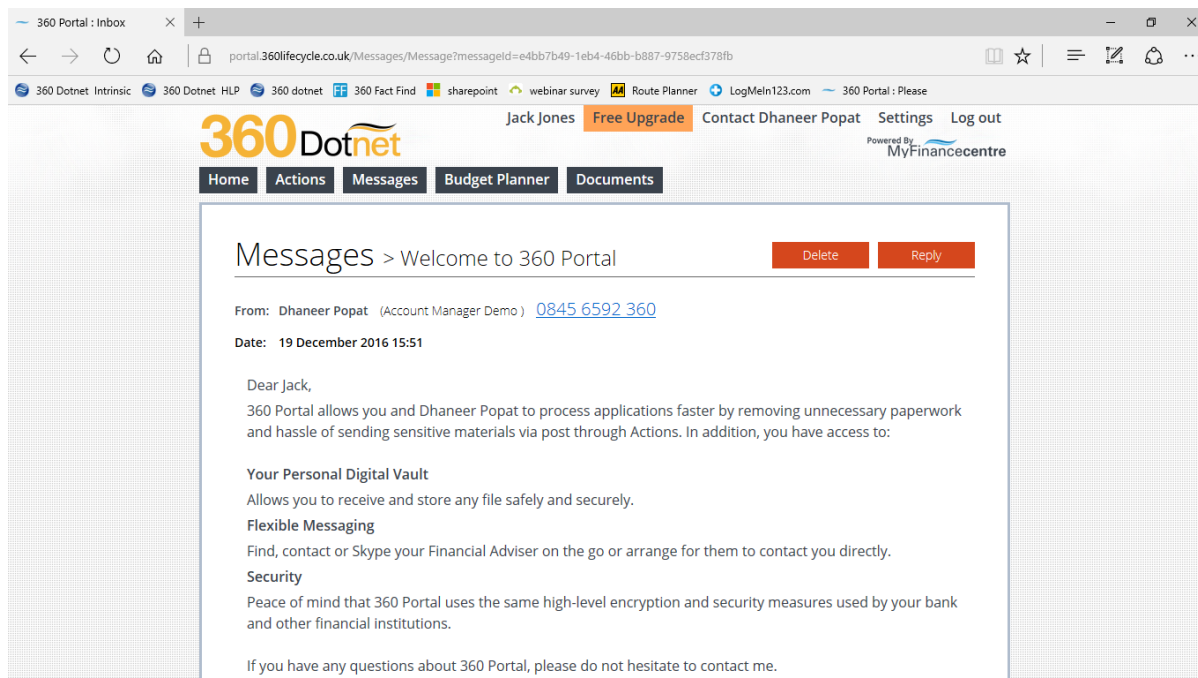 360 Portal : Inbox
portal.360lifecycle.co.uk/Messages/Message?messageId=e4bb7b49-1eb4-46bb-b887-9758ecf378fb
360 Dotnet Intrinsic 360 Dotnet HLP 360 dotnet FF 360 Fact Find sharepoint webinar survey AA Route Planner LogMeIn123.com 360 Portal : Please
Jack Jones Free Upgrade Contact Dhaneer Popat Settings Log out
360 Dotnet
Powered By
MyFinancecentre
Home Actions Messages Budget Planner Documents
Messages > Welcome to 360 Portal Delete Reply
From: Dhaneer Popat (Account Manager Demo ) 0845 6592 360
Date: 19 December 2016 15:51
Dear Jack,
360 Portal allows you and Dhaneer Popat to process applications faster by removing unnecessary paperwork
and hassle of sending sensitive materials via post through Actions. In addition, you have access to:
Your Personal Digital Vault
Allows you to receive and store any file safely and securely.
Flexible Messaging
Find, contact or Skype your Financial Adviser on the go or arrange for them to contact you directly.
Security
Peace of mind that 360 Portal uses the same high-level encryption and security measures used by your bank
and other financial institutions.
If you have any questions about 360 Portal, please do not hesitate to contact me.